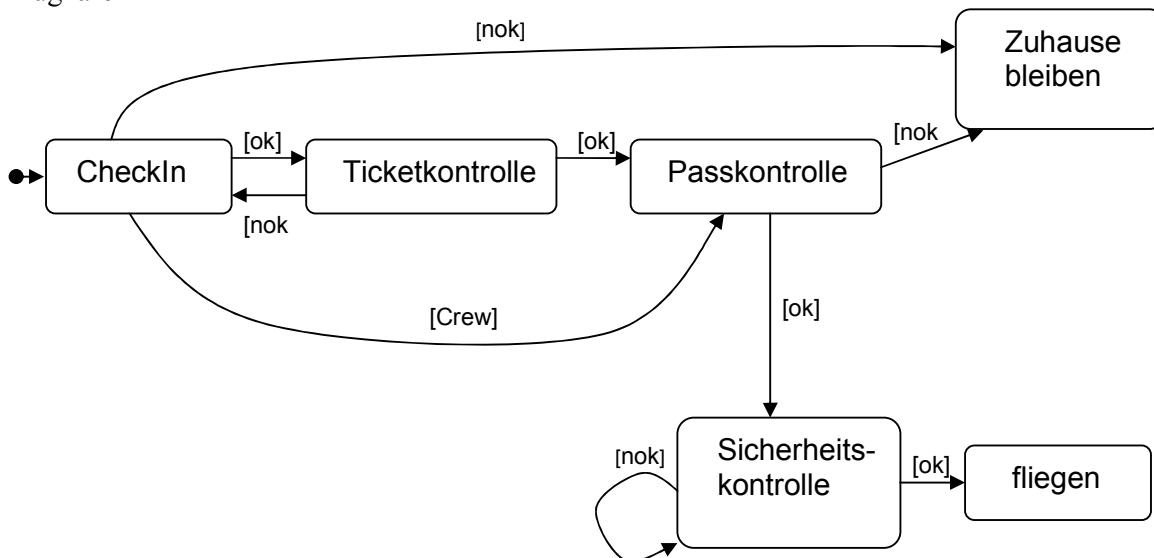 [nok]
Zuhause
bleiben
[ok]
[ok]
[nok
CheckIn
Ticketkontrolle
Passkontrolle
[nok
[Crew]
[ok]
[nok]
Sicherheits-
kontrolle
[ok]
fliegen